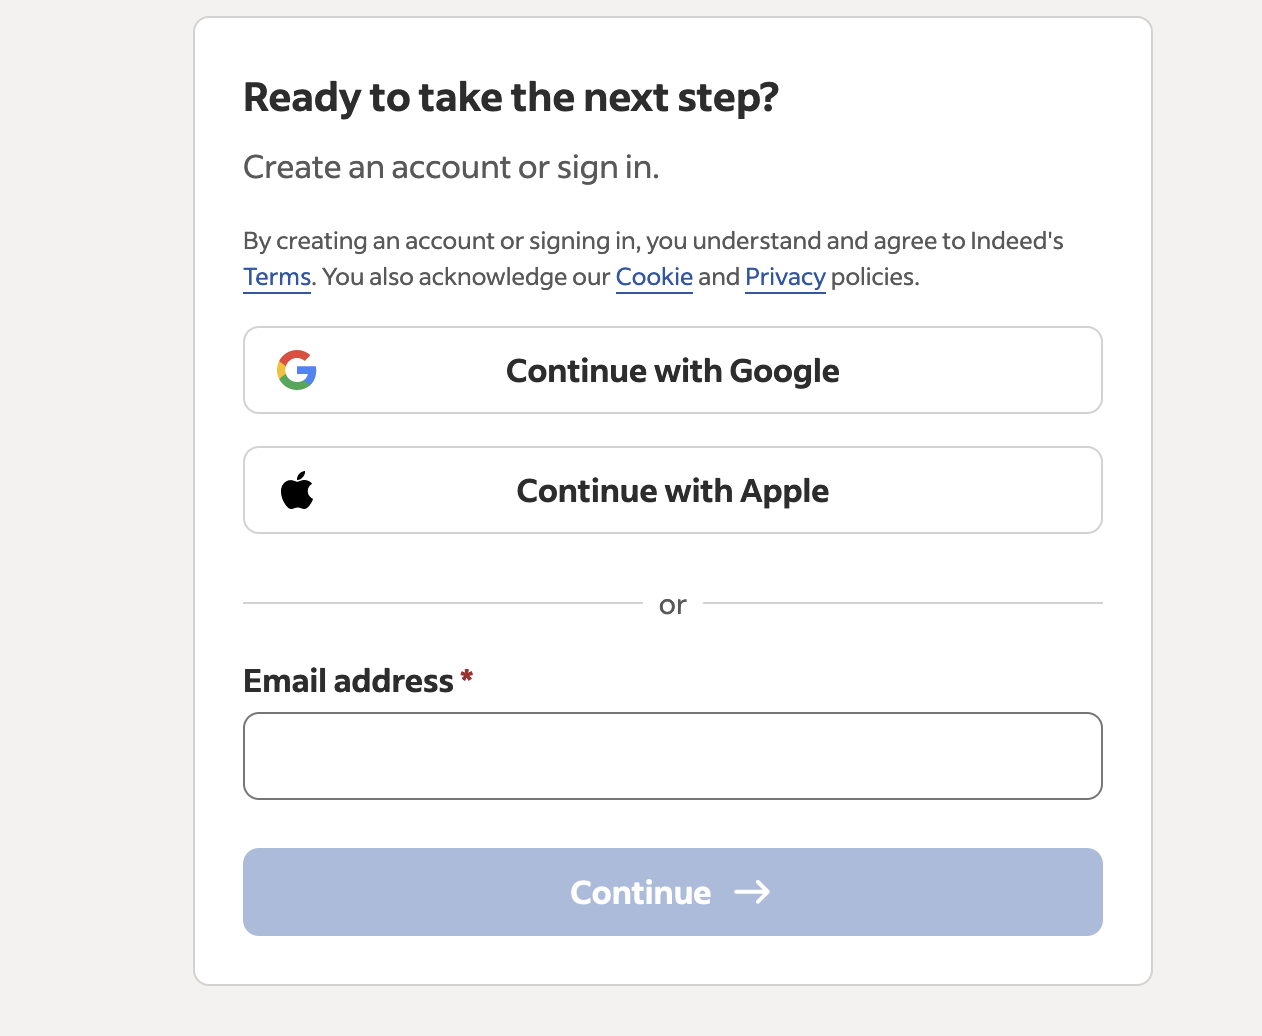 Ready to take the next step?
Create an account or sign in.
By creating an account or signing in, you understand and agree to Indeed's
Terms. You also acknowledge our Cookie and Privacy policies.
Continue with Google
Continue with Apple
or
Email address *
Continue →